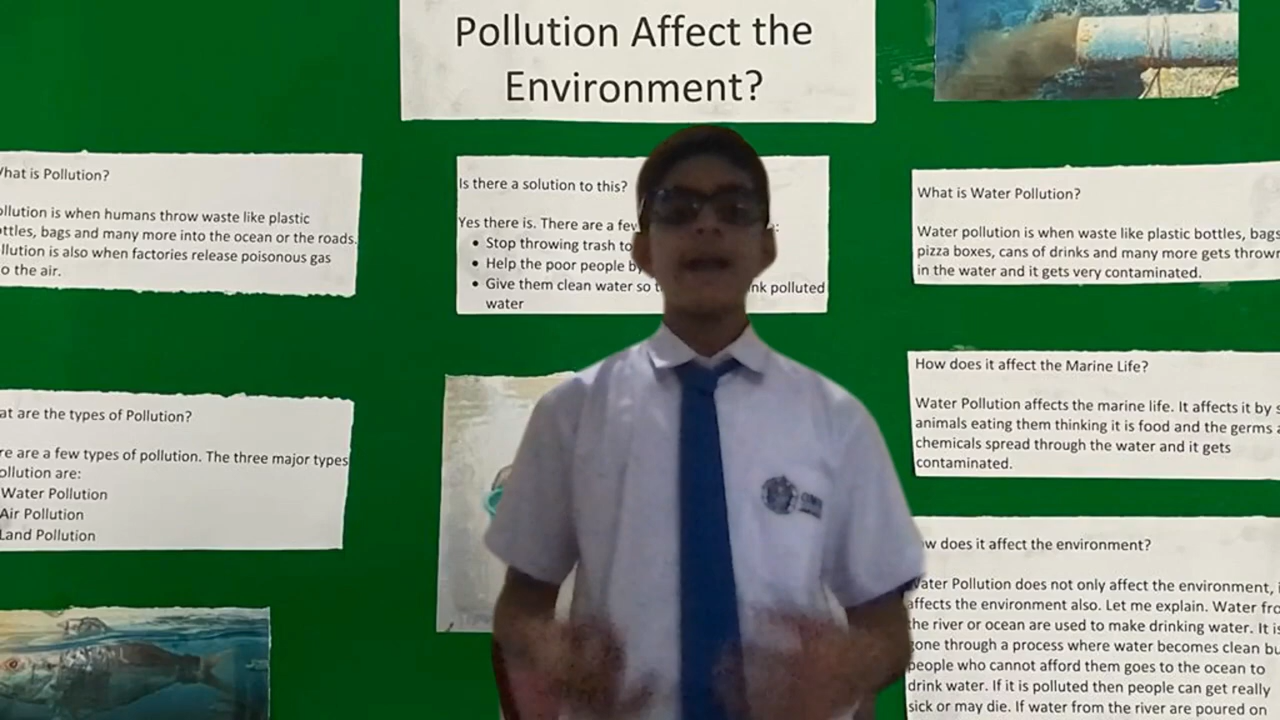 Pollution Affect the
Environment?
hat is Pollution?
ollution is when humans throw waste like plastic
ttles, bags and many more into the ocean or the roads.
llution is also when factories release poisonous gas
o the air.
Is there a solution to this?
Yes there is. There are a few
• Stop throwing trash to
• Help the poor people by
• Give them clean water so nk polluted
water
What is Water Pollution?
Water pollution is when waste like plastic bottles, bags
pizza boxes, cans of drinks and many more gets thrown
in the water and it gets very contaminated.
at are the types of Pollution?
re are a few types of pollution. The three major types
ollution are:
Water Pollution
Air Pollution
Land Pollution
How does it affect the Marine Life?
Water Pollution affects the marine life. It affects it by s
animals eating them thinking it is food and the germs a
chemicals spread through the water and it gets
contaminated.
ow does it affect the environment?
Water Pollution does not only affect the environment, i
affects the environment also. Let me explain. Water fro
the river or ocean are used to make drinking water. It is
gone through a process where water becomes clean bu
people who cannot afford them goes to the ocean to
drink water. If it is polluted then people can get really
sick or may die. If water from the river are poured on